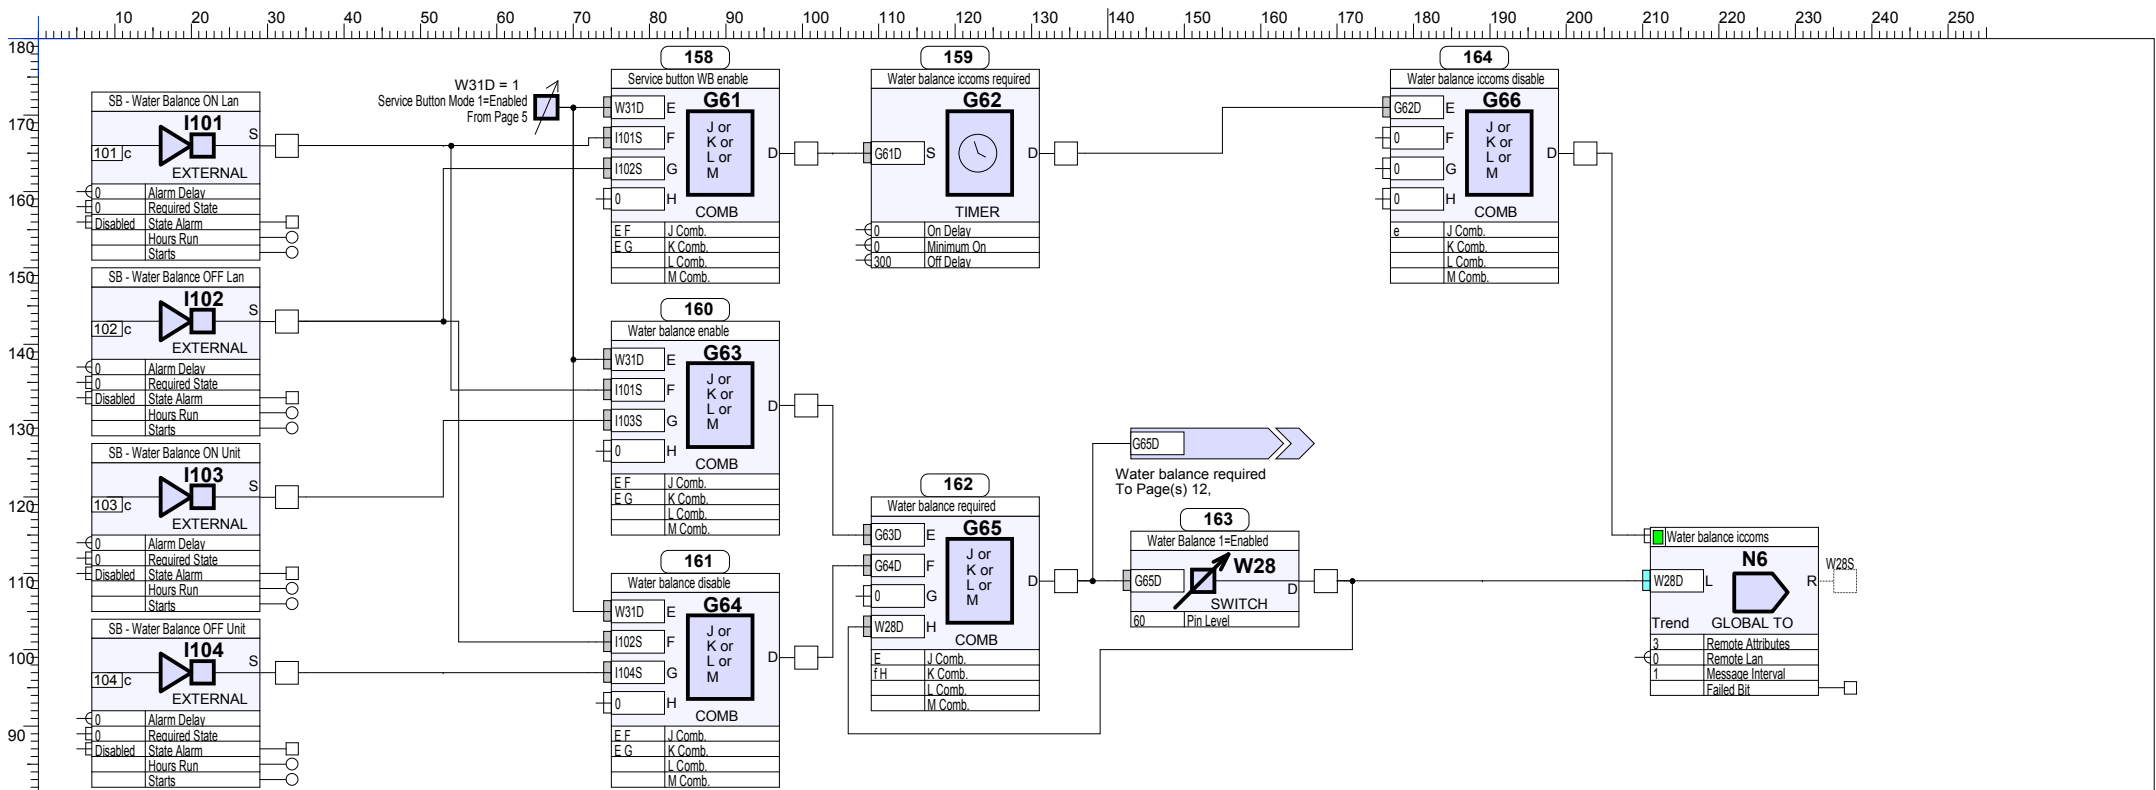 10 20 30 40 50 60 70 80 90 100 110 120 130 140 150 160 170 180 190 200 210 220 230 240 250
180
170
160
150
140
130
120
110
100
90
SB - Water Balance ON Lan
I101
S
101 c
EXTERNAL
0 Alarm Delay
0 Required State
Disabled State Alarm
Hours Run
Starts
SB - Water Balance OFF Lan
I102
S
102 c
EXTERNAL
0 Alarm Delay
0 Required State
Disabled State Alarm
Hours Run
Starts
SB - Water Balance ON Unit
I103
S
103 c
EXTERNAL
0 Alarm Delay
0 Required State
Disabled State Alarm
Hours Run
Starts
SB - Water Balance OFF Unit
I104
S
104 c
EXTERNAL
0 Alarm Delay
0 Required State
Disabled State Alarm
Hours Run
Starts
W31D = 1
Service Button Mode 1=Enabled
From Page 5
158
Service button WB enable
G61
W31D E
I101S F
I102S G
0 H
J or
K or
L or
M
D
COMB
E F J Comb.
E G K Comb.
L Comb.
M Comb.
159
Water balance iccoms required
G62
G61D S
D
TIMER
0 On Delay
0 Minimum On
300 Off Delay
164
Water balance iccoms disable
G66
G62D E
0 F
0 G
0 H
J or
K or
L or
M
D
COMB
e J Comb.
K Comb.
L Comb.
M Comb.
160
Water balance enable
G63
W31D E
I101S F
I103S G
0 H
J or
K or
L or
M
D
COMB
E F J Comb.
E G K Comb.
L Comb.
M Comb.
161
Water balance disable
G64
W31D E
I102S F
I104S G
0 H
J or
K or
L or
M
D
COMB
E F J Comb.
E G K Comb.
L Comb.
M Comb.
162
Water balance required
G65
G63D E
G64D F
0 G
W28D H
J or
K or
L or
M
D
COMB
E J Comb.
f H K Comb.
L Comb.
M Comb.
G65D
Water balance required
To Page(s) 12,
163
Water Balance 1=Enabled
W28
G65D
D
SWITCH
60 Pin Level
Water balance iccoms
N6
W28D L
R
W28S
Trend GLOBAL TO
3 Remote Attributes
0 Remote Lan
1 Message Interval
Failed Bit